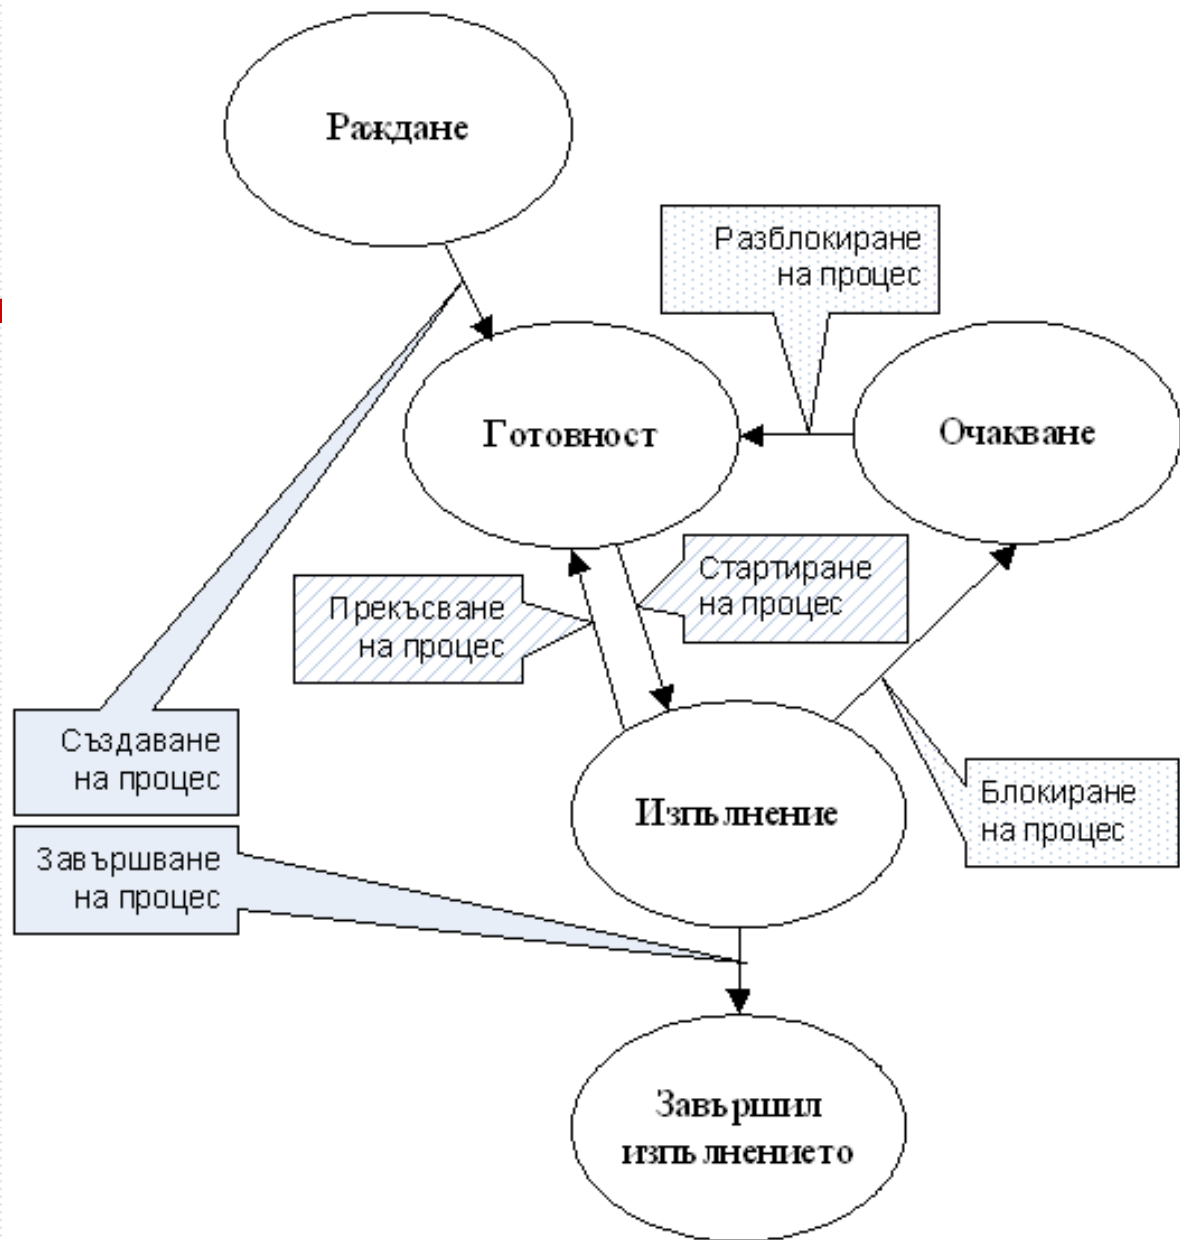 Раждане
Разблокиране
на процес
Готовност
Очакване
Стартиране
на процес
Прекъсване
на процес
Създаване
на процес
Изпълнение
Блокиране
на процес
Завършване
на процес
Завършил
изпълнението